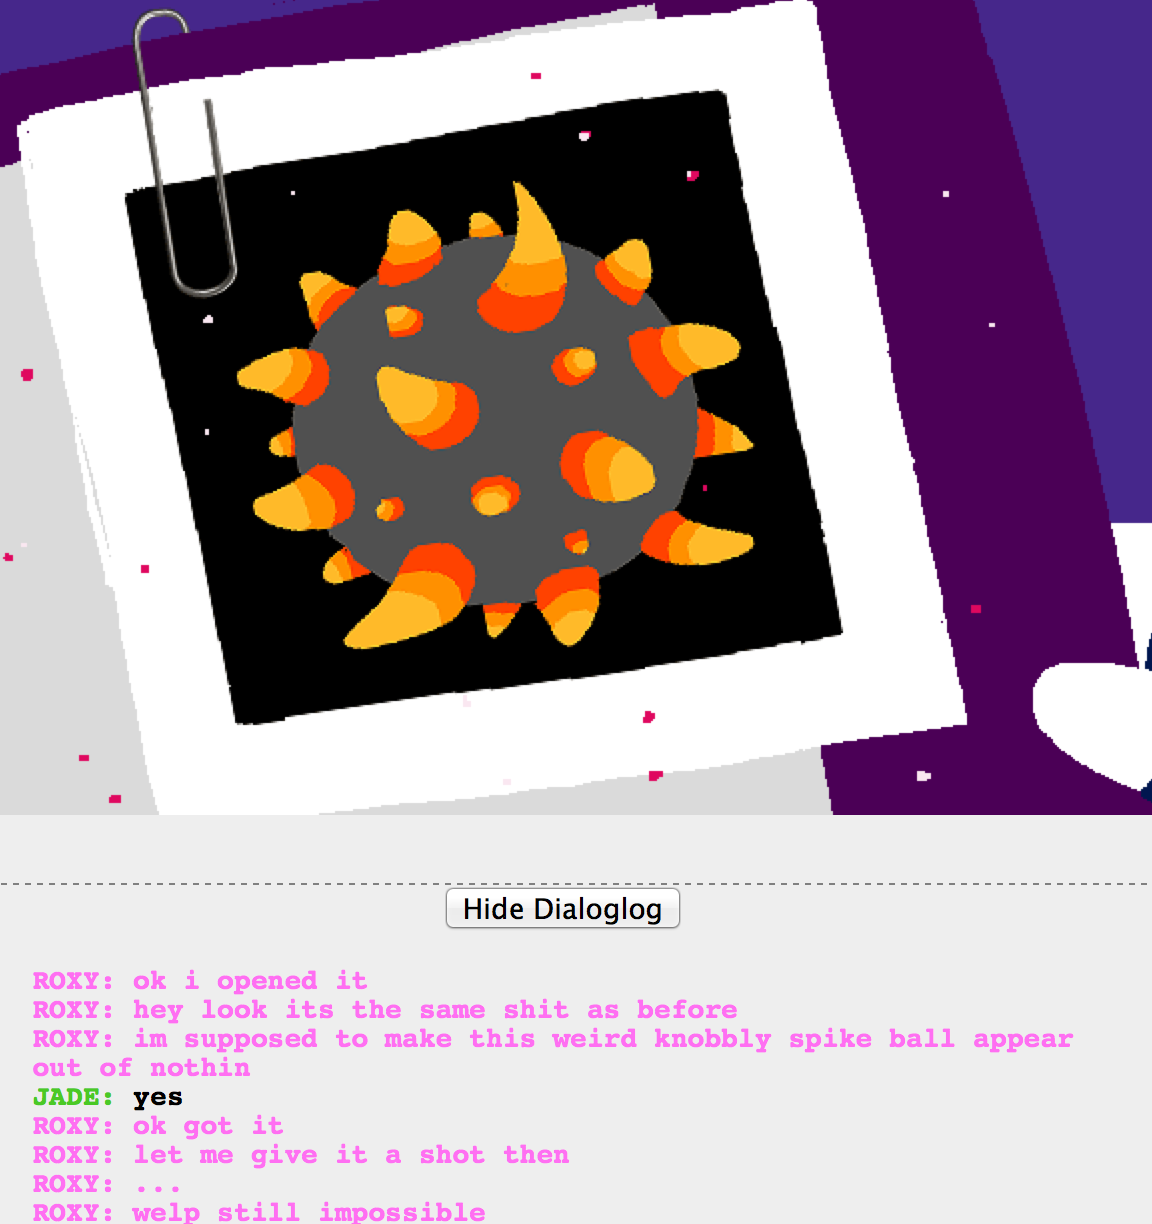 Hide Dialoglog
ROXY: ok i opened it
ROXY: hey look its the same shit as before
ROXY: im supposed to make this weird knobbly spike ball appear
out of nothin
JADE: yes
ROXY: ok got it
ROXY: let me give it a shot then
ROXY: ...
ROXY: welp still impossible